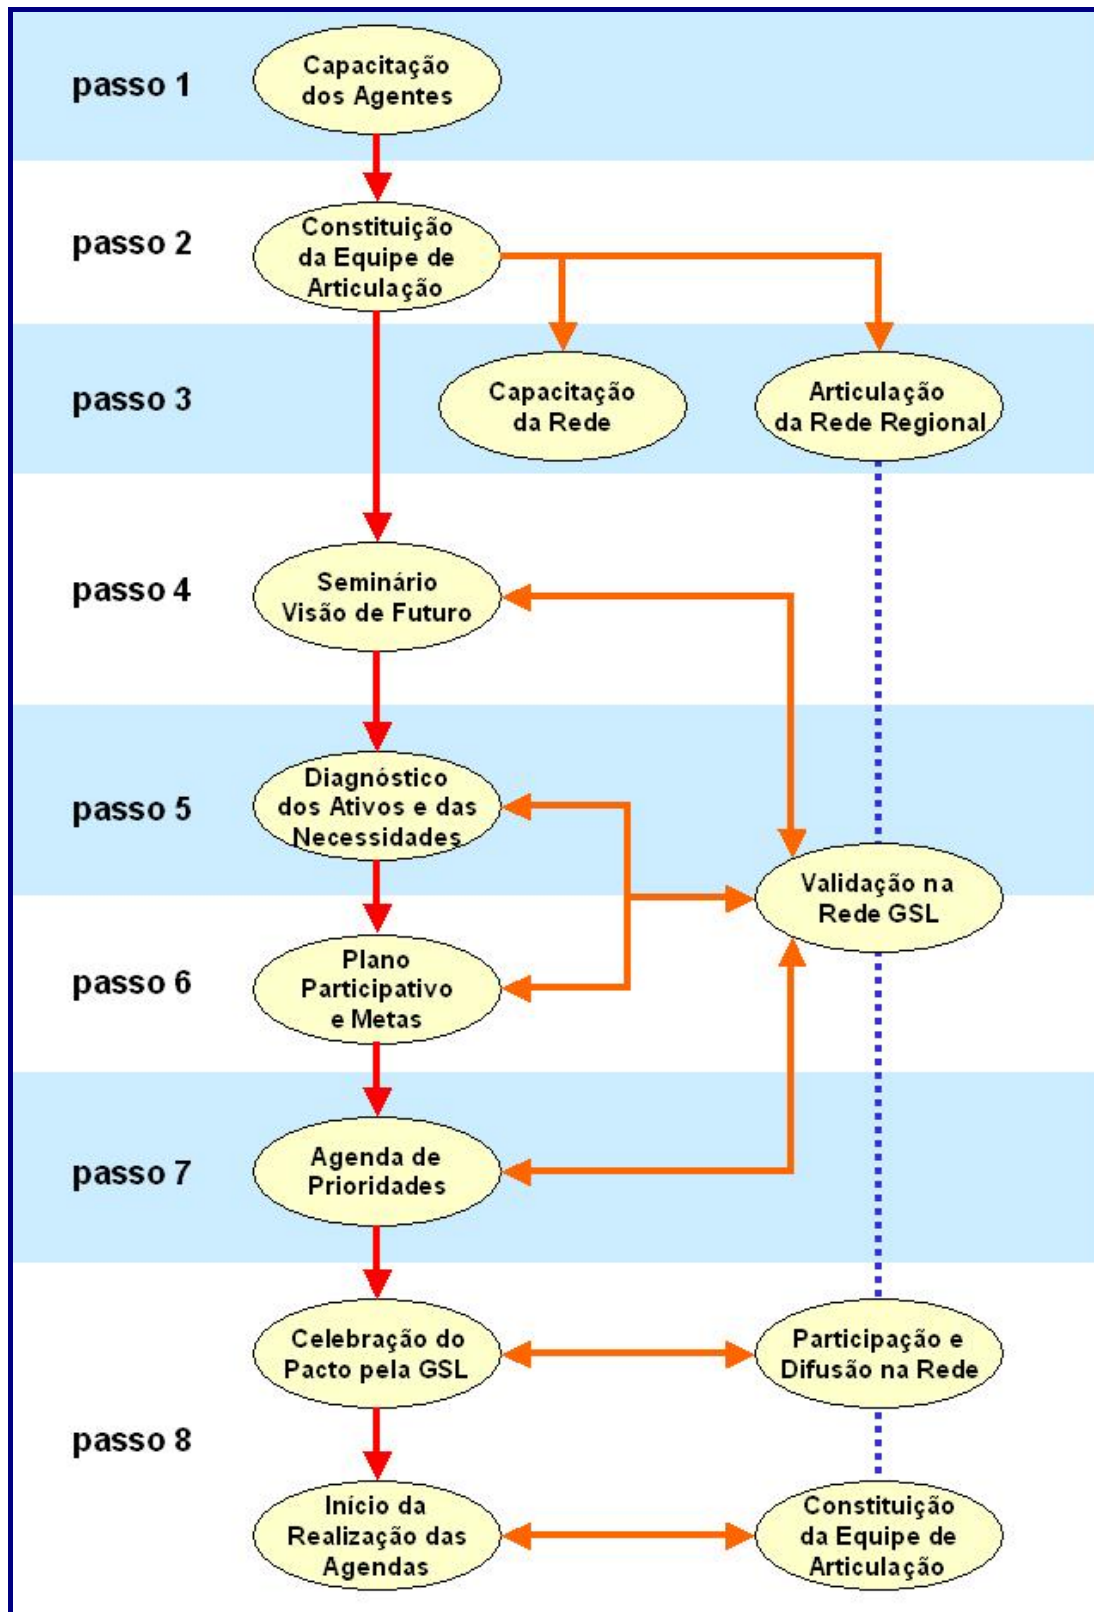 passo 1
Capacitação
dos Agentes
passo 2
Constituição
da Equipe de
Articulação
passo 3
Capacitação
da Rede
Articulação
da Rede Regional
passo 4
Seminário
Visão de Futuro
passo 5
Diagnóstico
dos Ativos e das
Necessidades
Validação na
Rede GSL
passo 6
Plano
Participativo
e Metas
passo 7
Agenda de
Prioridades
passo 8
Celebração do
Pacto pela GSL
Participação e
Difusão na Rede
Início da
Realização das
Agendas
Constituição
da Equipe de
Articulação